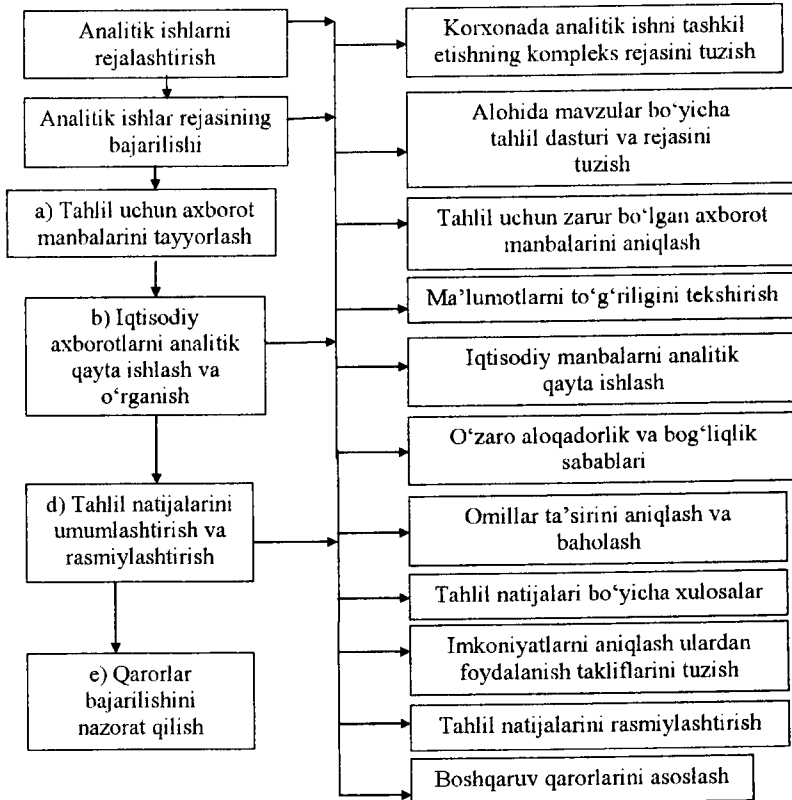 Analitik ishlarni
rejalashtirish
Analitik ishlar rejasining
bajarilishi
a) Tahlil uchun axborot
manbalarini tayyorlash
b) Iqtisodiy
axborotlarni analitik
qayta ishlash va
o‘rganish
d) Tahlil natijalarini
umumlashtirish va
rasmiylashtirish
e) Qarorlar
bajarilishini
nazorat qilish
Korxonada analitik ishni tashkil
etishning kompleks rejasini tuzish
Alohida mavzular bo‘yicha
tahlil dasturi va rejasini
tuzish
Tahlil uchun zarur bo‘lgan axborot
manbalarini aniqlash
Ma’lumotlarni to‘g‘riligini tekshirish
Iqtisodiy manbalarni analitik
qayta ishlash
O‘zaro aloqadorlik va bog‘liqlik
sabablari
Omillar ta’sirini aniqlash va
baholash
Tahlil natijalari bo‘yicha xulosalar
Imkoniyatlarni aniqlash ulardan
foydalanish takliflarini tuzish
Tahlil natijalarini rasmiylashtirish
Boshqaruv qarorlarini asoslash